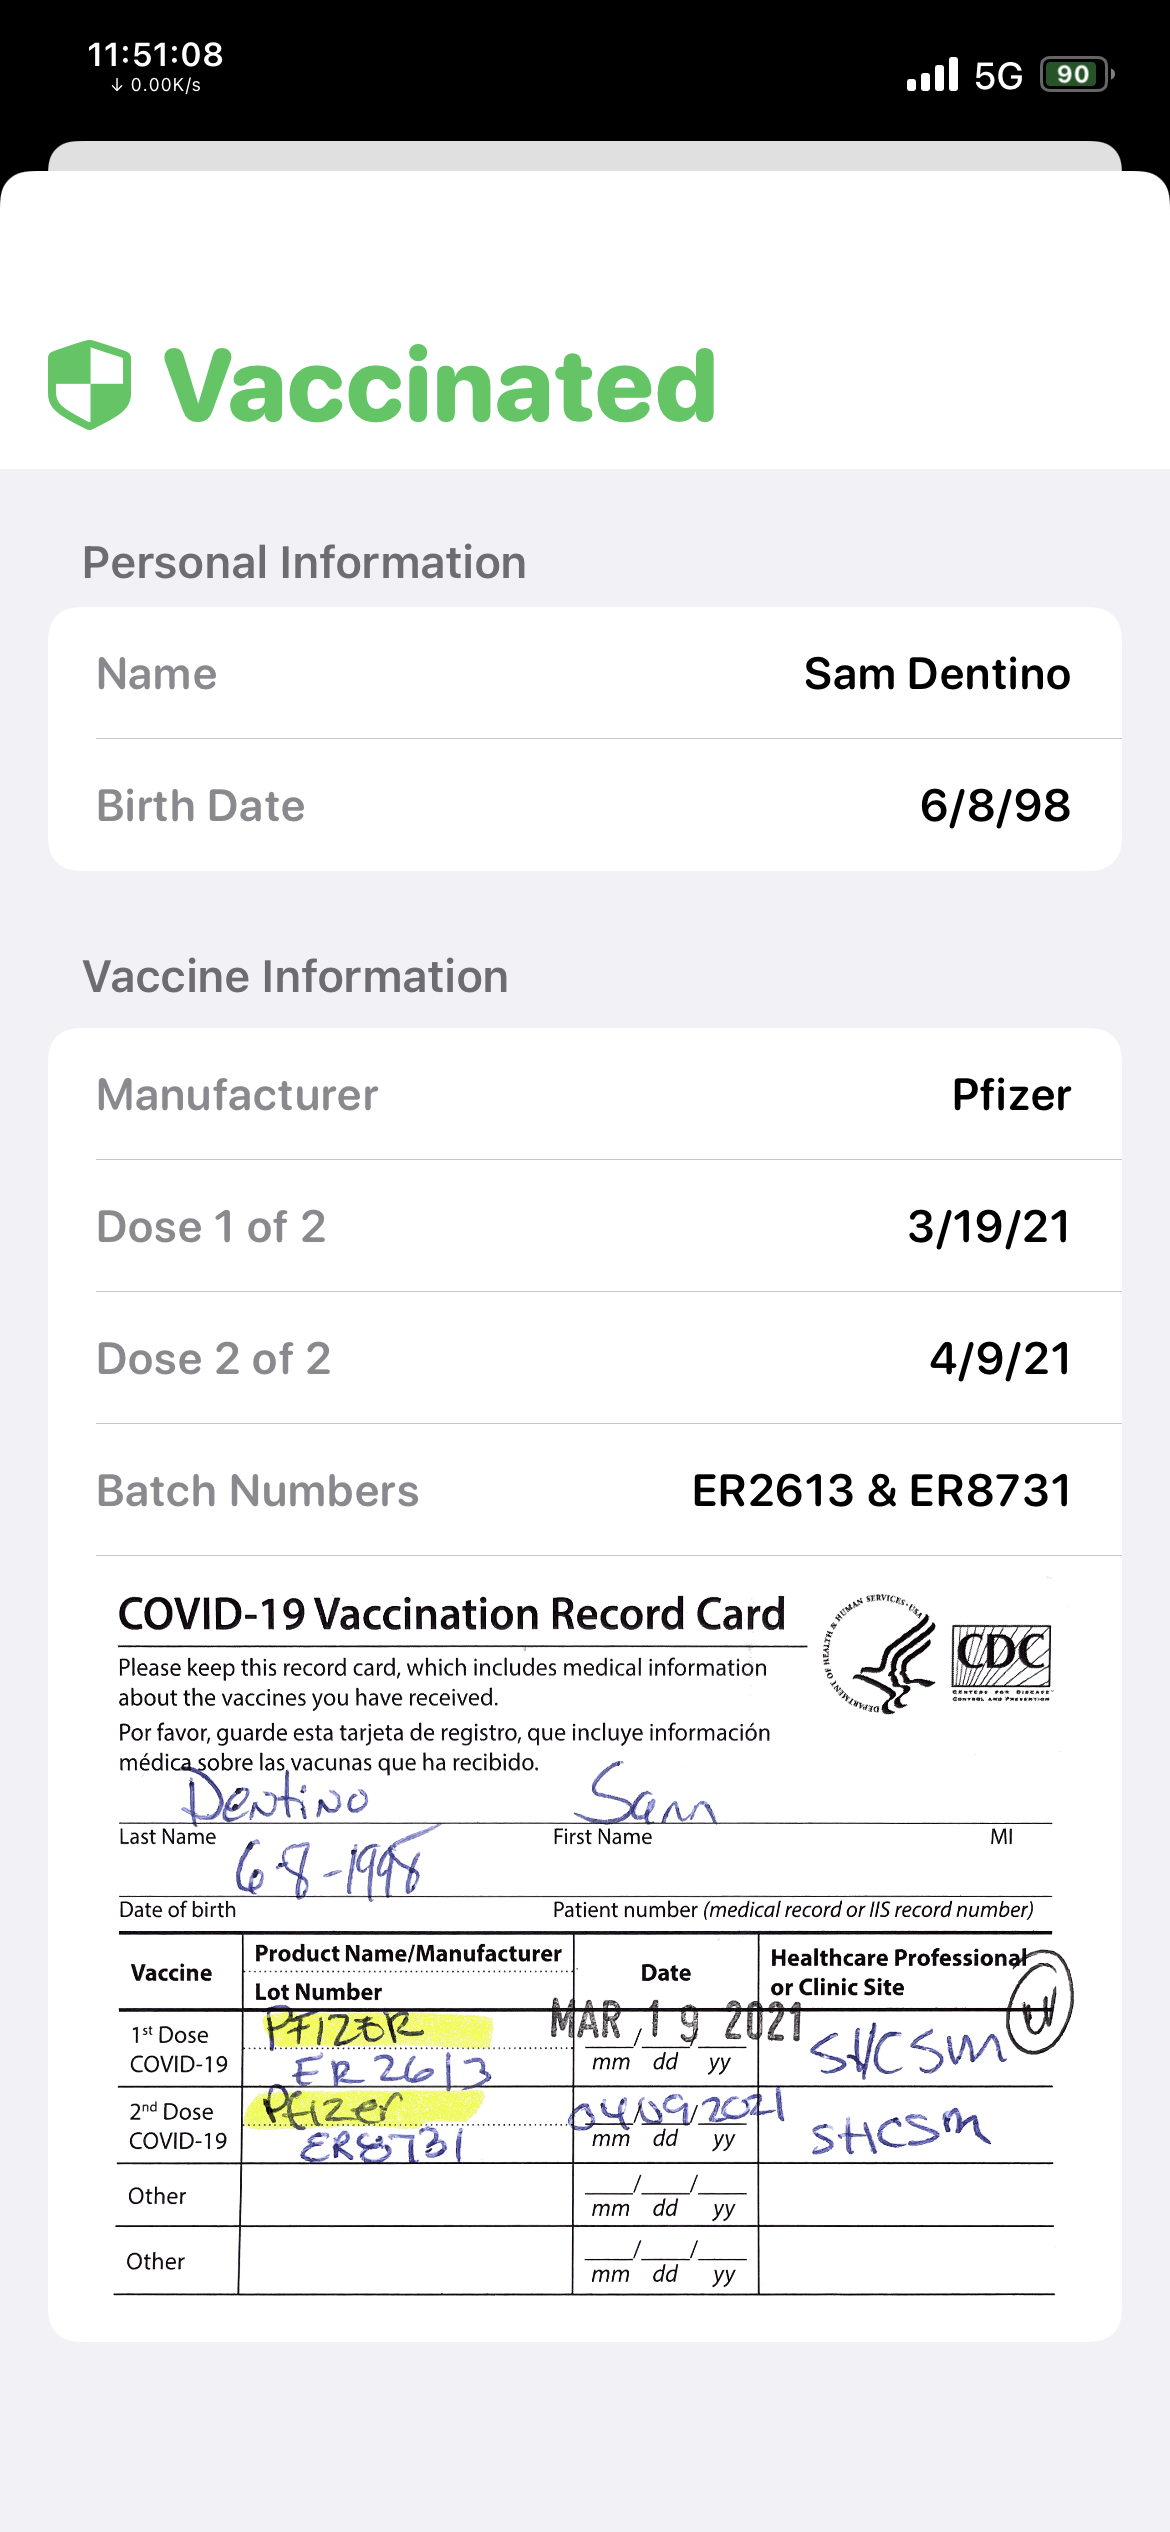 11:51:08
↓ 0.00K/s
5G
90
Vaccinated
Personal Information
Name Sam Dentino
Birth Date 6/8/98
Vaccine Information
Manufacturer Pfizer
Dose 1 of 2 3/19/21
Dose 2 of 2 4/9/21
Batch Numbers ER2613 & ER8731
COVID-19 Vaccination Record Card
DEPARTMENT OF HEALTH & HUMAN SERVICES · USA
CDC
CENTERS FOR DISEASE
CONTROL AND PREVENTION
Please keep this record card, which includes medical information
about the vaccines you have received.
Por favor, guarde esta tarjeta de registro, que incluye información
médica sobre las vacunas que ha recibido.
Dentino Sam
Last Name First Name MI
6-8-1998
Date of birth Patient number (medical record or IIS record number)
Vaccine Product Name/Manufacturer Date Healthcare Professional
Lot Number or Clinic Site
1st Dose PFIZER MAR 19 2021 SHCSM
COVID-19 ER2613 mm dd yy
2nd Dose Pfizer 04/09/2021 SHCSM
COVID-19 ER8731 mm dd yy
Other / /
mm dd yy
Other / /
mm dd yy